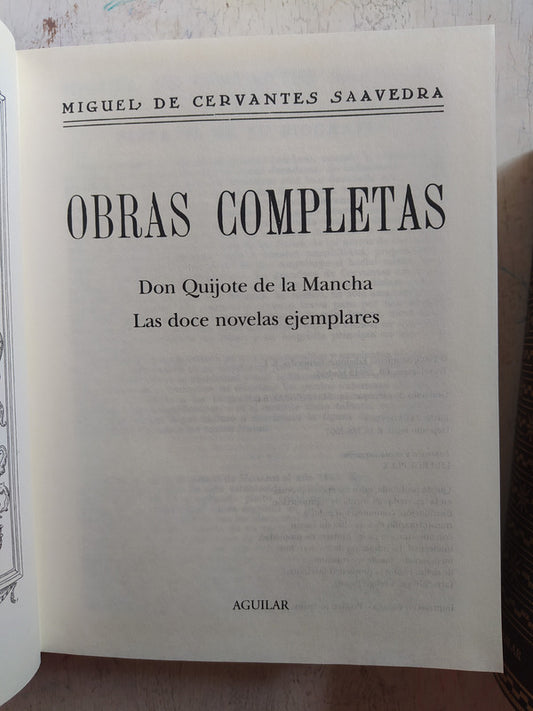 MIGUEL DE CERVANTES SAAVEDRA
OBRAS COMPLETAS
Don Quijote de la Mancha
Las doce novelas ejemplares
AGUILAR